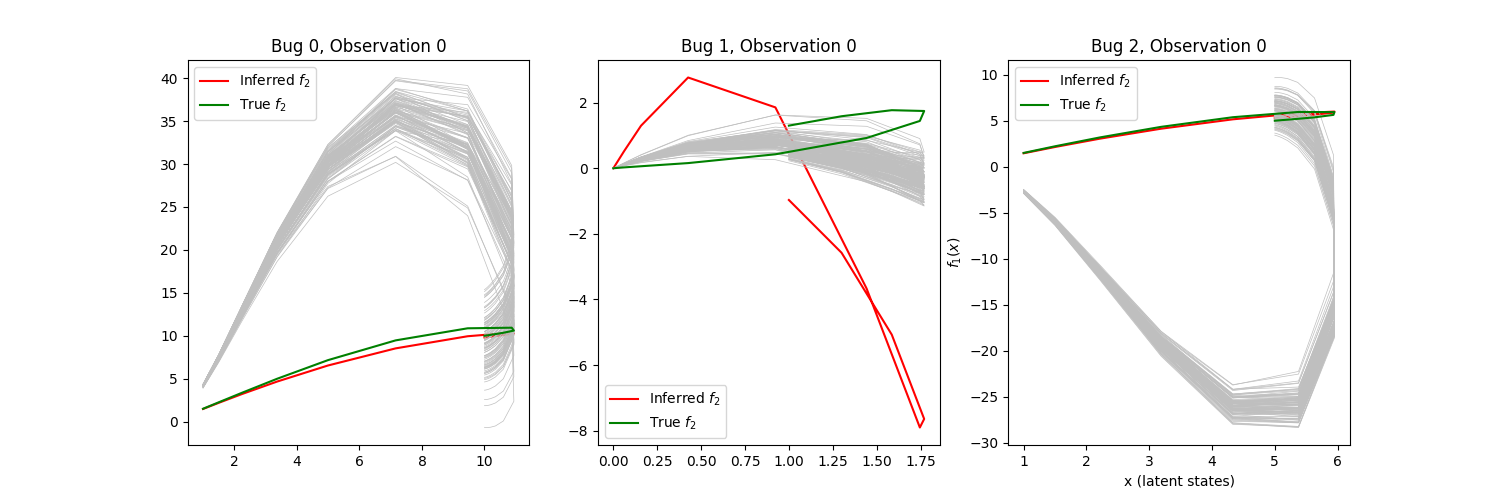 Bug 0, Observation 0
Inferred f₂
True f₂
40
35
30
25
20
15
10
5
0
2 4 6 8 10
Bug 1, Observation 0
2
0
−2
−4
−6
−8
Inferred f₂
True f₂
0.00 0.25 0.50 0.75 1.00 1.25 1.50 1.75
Bug 2, Observation 0
Inferred f₂
True f₂
f₁(x)
10
5
0
−5
−10
−15
−20
−25
−30
1 2 3 4 5 6
x (latent states)